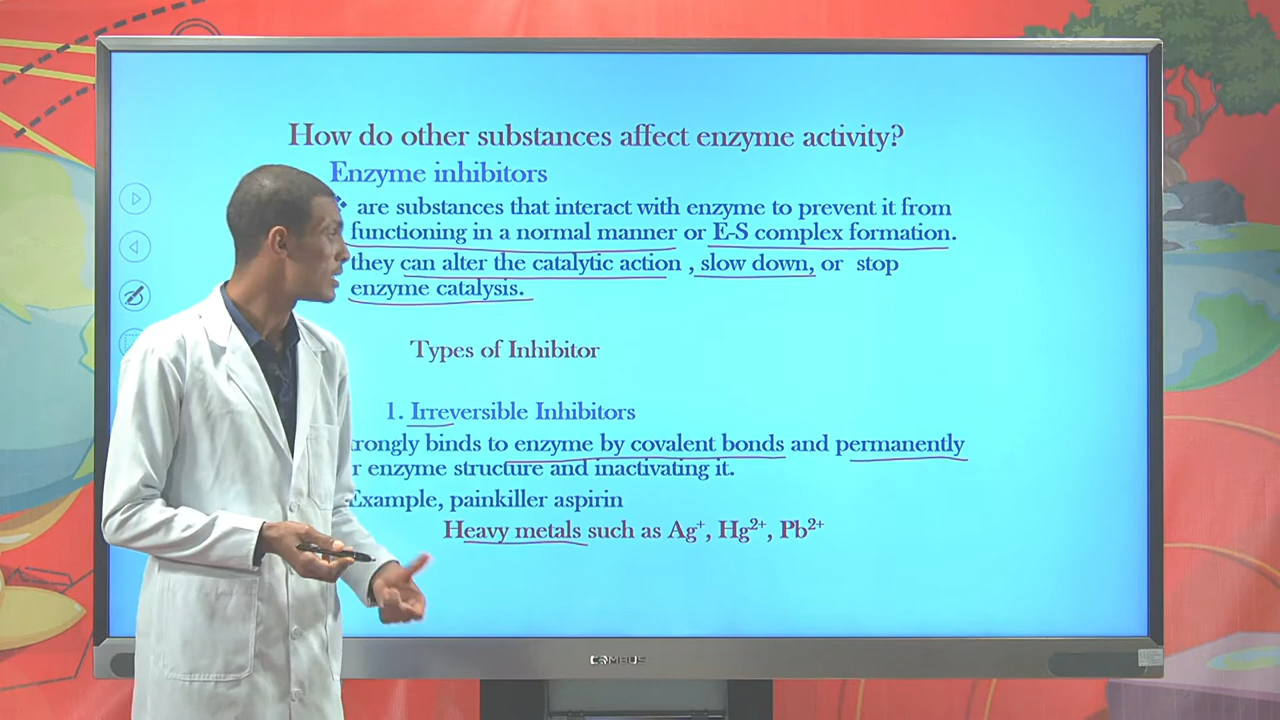 How do other substances affect enzyme activity?
Enzyme inhibitors
are substances that interact with enzyme to prevent it from
functioning in a normal manner or E-S complex formation.
they can alter the catalytic action , slow down, or stop
enzyme catalysis.
Types of Inhibitor
1. Irreversible Inhibitors
binds to enzyme by covalent bonds and permanently
enzyme structure and inactivating it.
Example, painkiller aspirin
Heavy metals such as Ag⁺, Hg²⁺, Pb²⁺